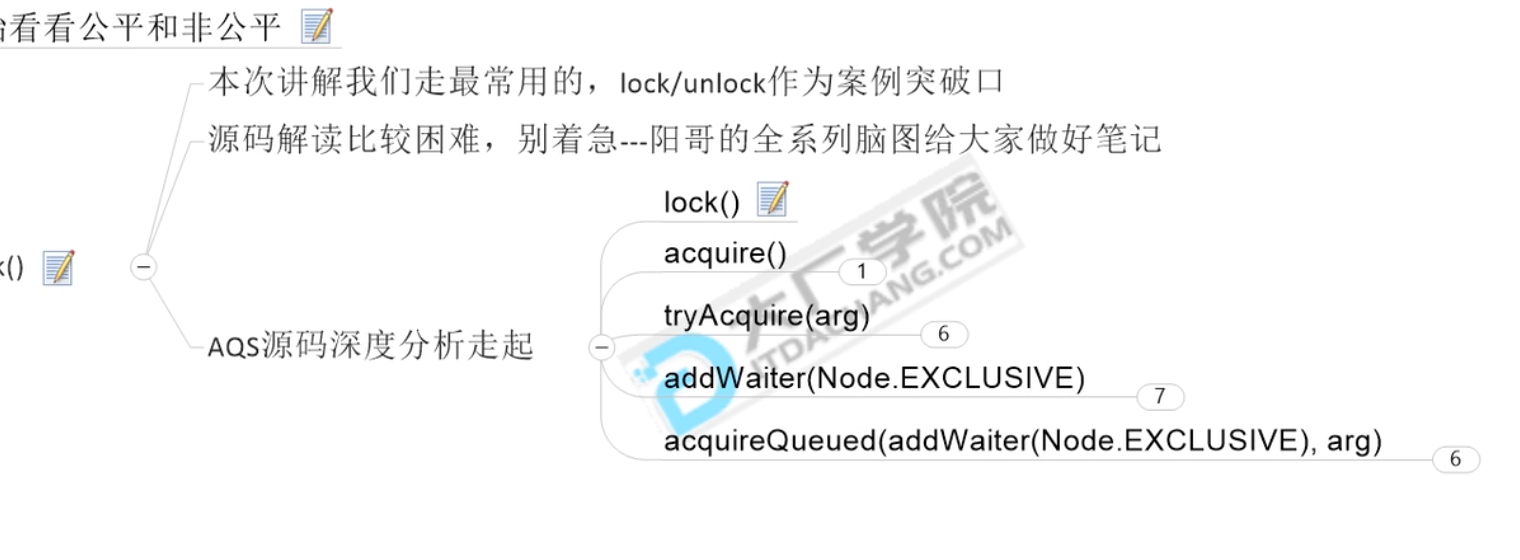 看看公平和非公平
本次讲解我们走最常用的，lock/unlock作为案例突破口
源码解读比较困难，别着急---阳哥的全系列脑图给大家做好笔记
lock()
acquire()
1
tryAcquire(arg)
6
()
AQS源码深度分析走起
addWaiter(Node.EXCLUSIVE)
7
acquireQueued(addWaiter(Node.EXCLUSIVE), arg)
6
大厂学院
ITDACHANG.COM